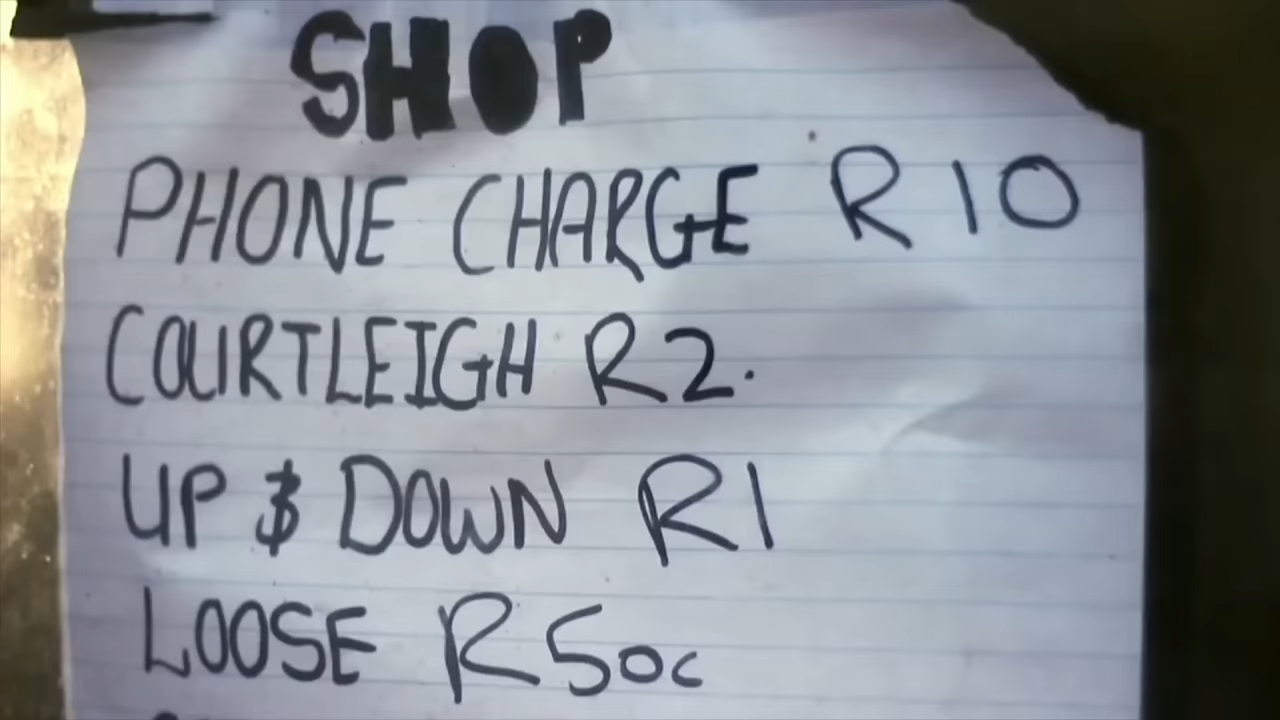 SHOP
PHONE CHARGE R10
COURTLEIGH R2.
UP $ DOWN R1
LOOSE R50c